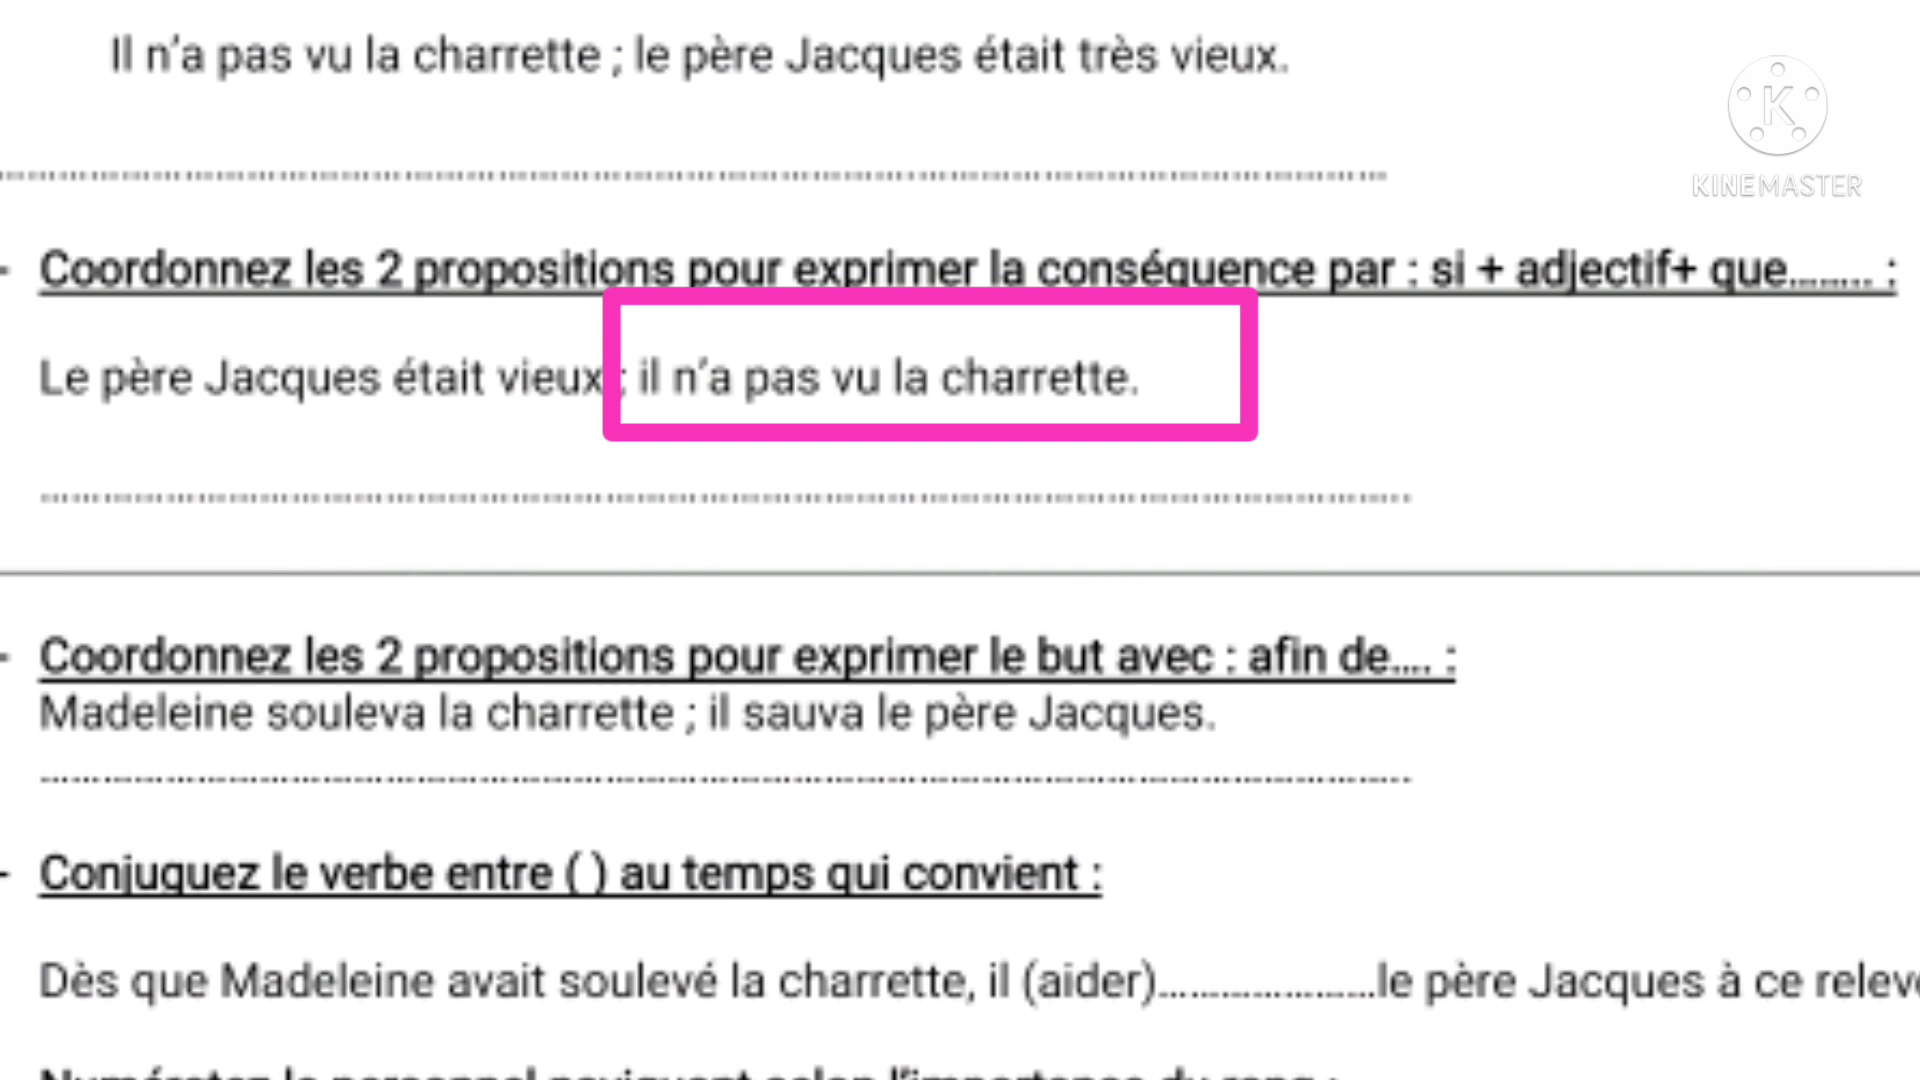 Il n'a pas vu la charrette ; le père Jacques était très vieux.
KINEMASTER
- Coordonnez les 2 propositions pour exprimer la conséquence par : si + adjectif+ que........ :
Le père Jacques était vieux ; il n'a pas vu la charrette.
- Coordonnez les 2 propositions pour exprimer le but avec : afin de.... :
Madeleine souleva la charrette ; il sauva le père Jacques.
- Conjuguez le verbe entre ( ) au temps qui convient :
Dès que Madeleine avait soulevé la charrette, il (aider)........................le père Jacques à ce